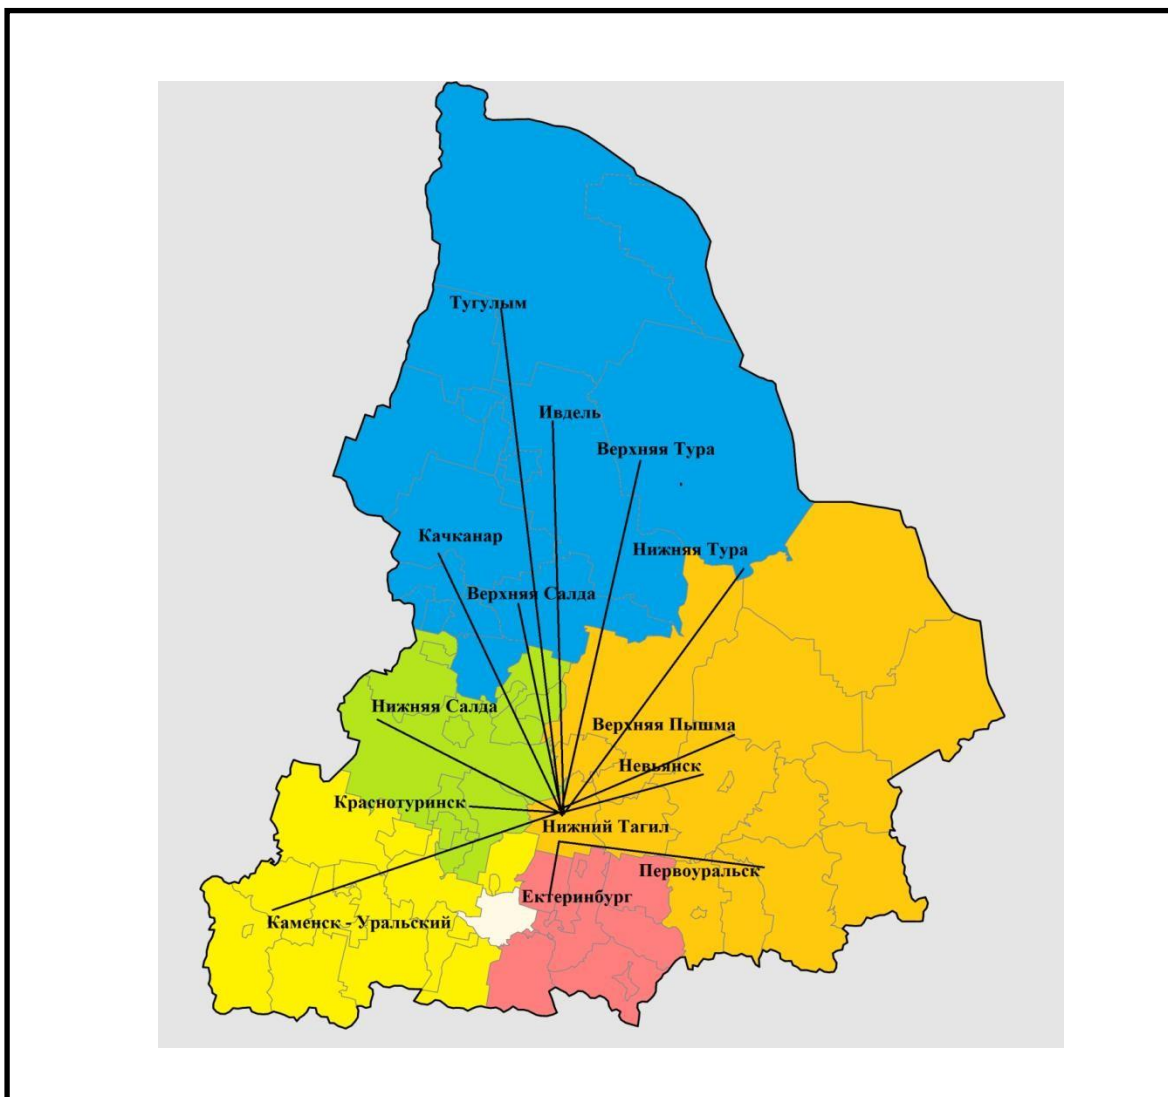 Тугулым
Ивдель
Верхняя Тура
Качканар
Нижняя Тура
Верхняя Салда
Нижняя Салда
Верхняя Пышма
Невьянск
Краснотуринск
Нижний Тагил
Первоуральск
Ектеринбург
Каменск - Уральский